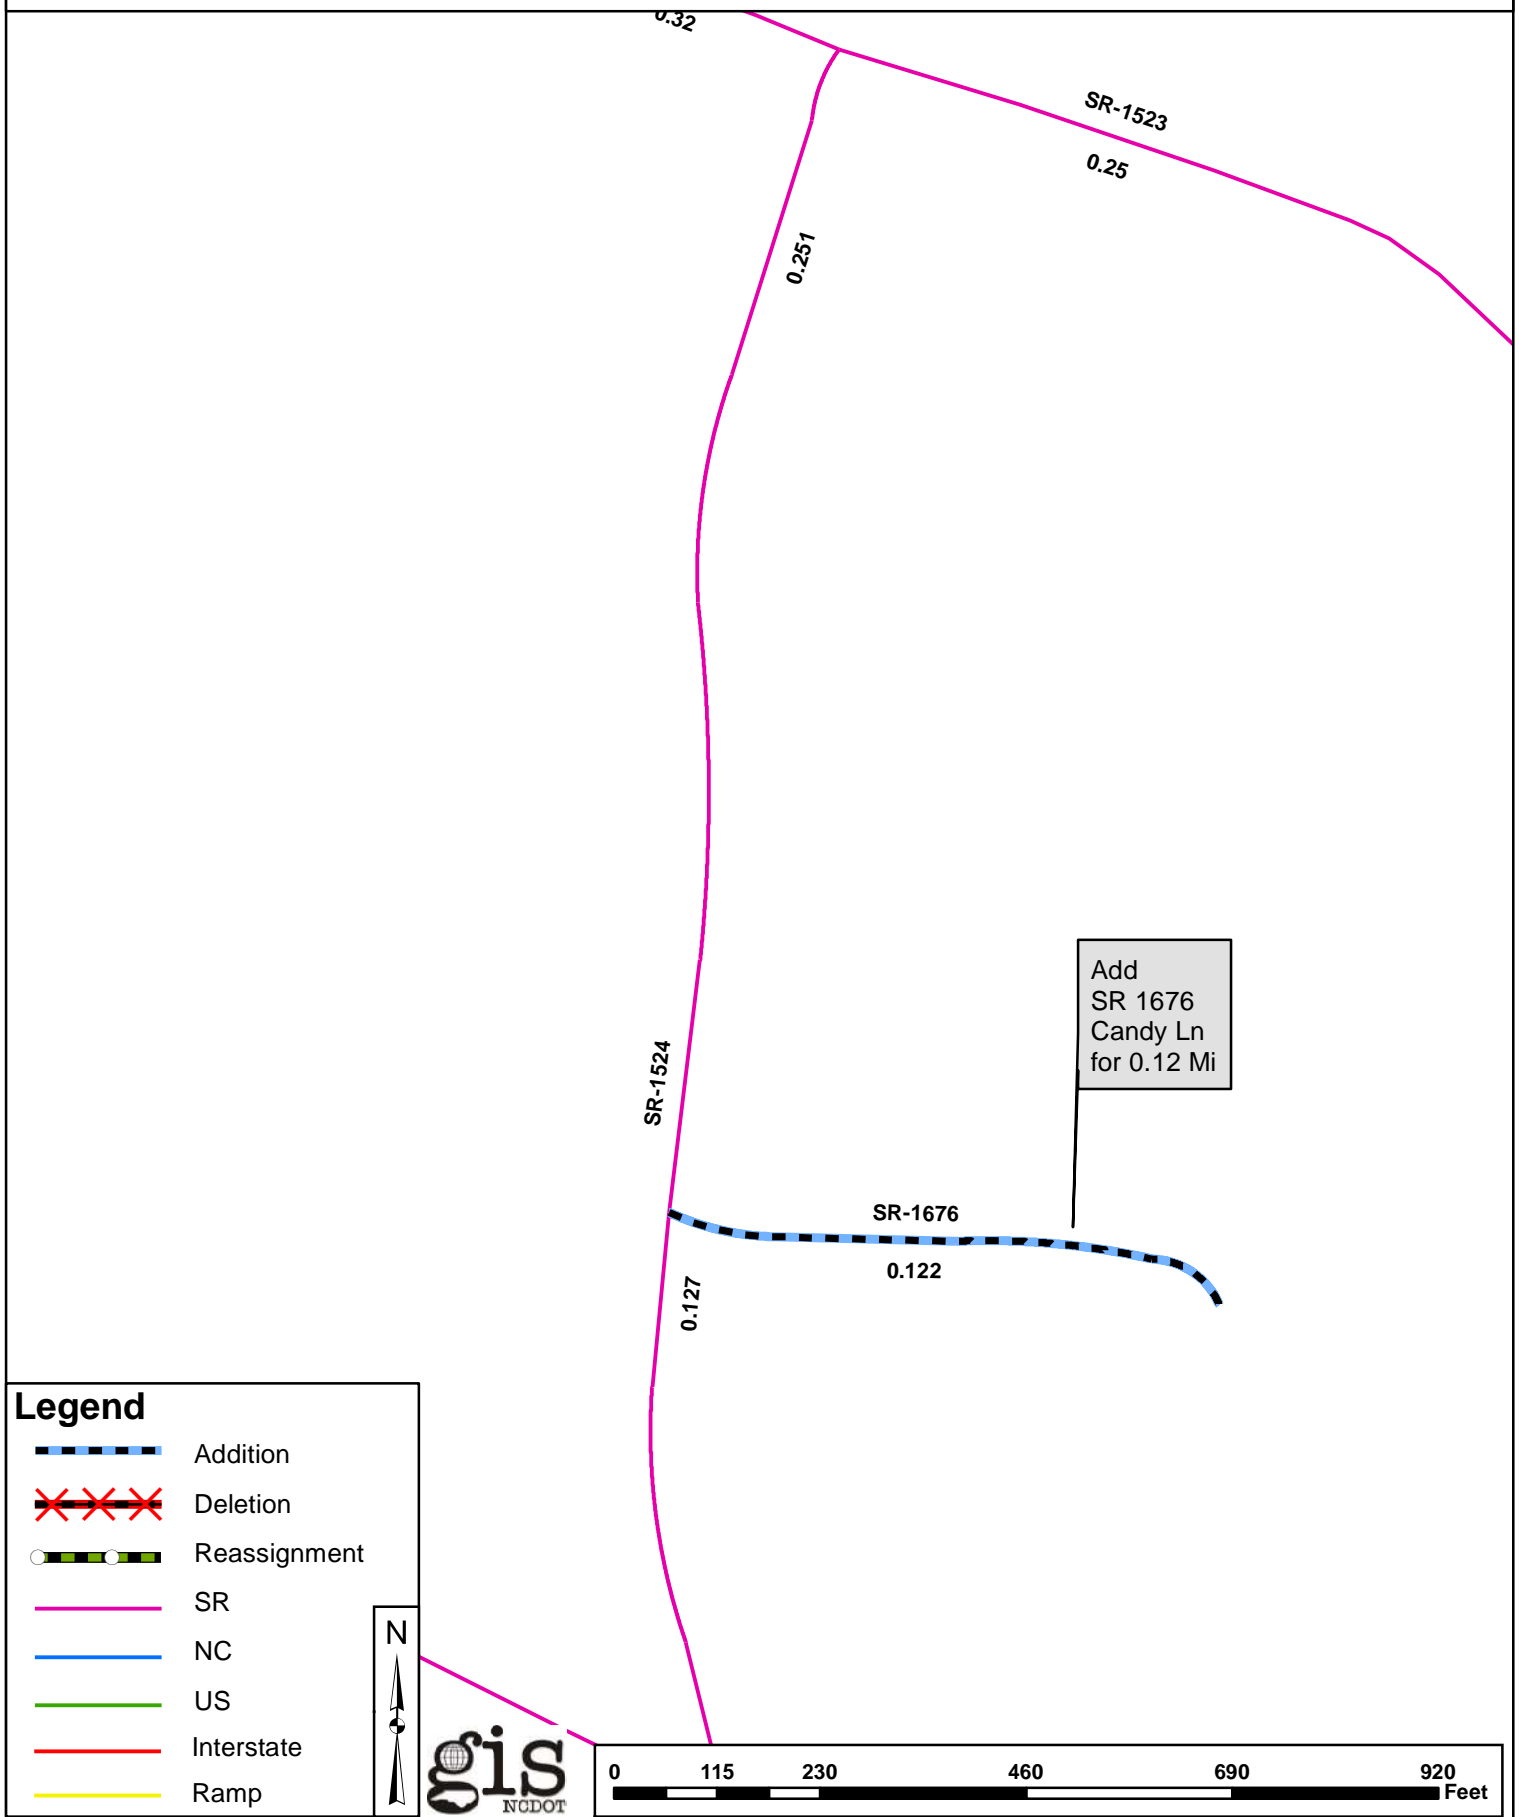 0.32
SR-1523
0.25
0.251
Add
SR 1676
Candy Ln
for 0.12 Mi
SR-1524
SR-1676
0.122
0.127
Legend
Addition
Deletion
Reassignment
SR
NC
US
Interstate
Ramp
N
gis
NCDOT
0 115 230 460 690 920
Feet